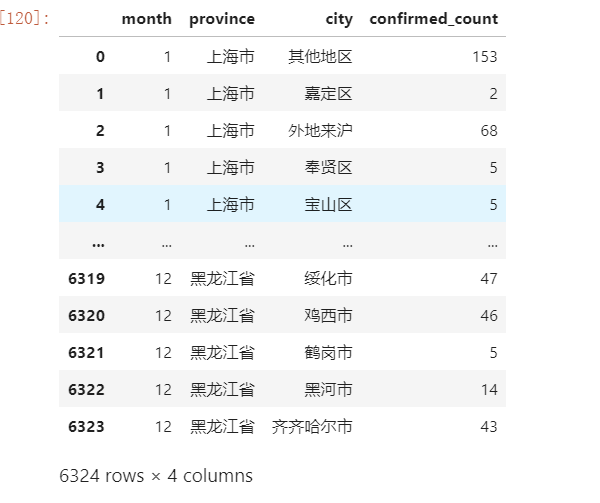 [120]:
month province city confirmed_count
0 1 上海市 其他地区 153
1 1 上海市 嘉定区 2
2 1 上海市 外地来沪 68
3 1 上海市 奉贤区 5
4 1 上海市 宝山区 5
... ... ... ... ...
6319 12 黑龙江省 绥化市 47
6320 12 黑龙江省 鸡西市 46
6321 12 黑龙江省 鹤岗市 5
6322 12 黑龙江省 黑河市 14
6323 12 黑龙江省 齐齐哈尔市 43
6324 rows × 4 columns